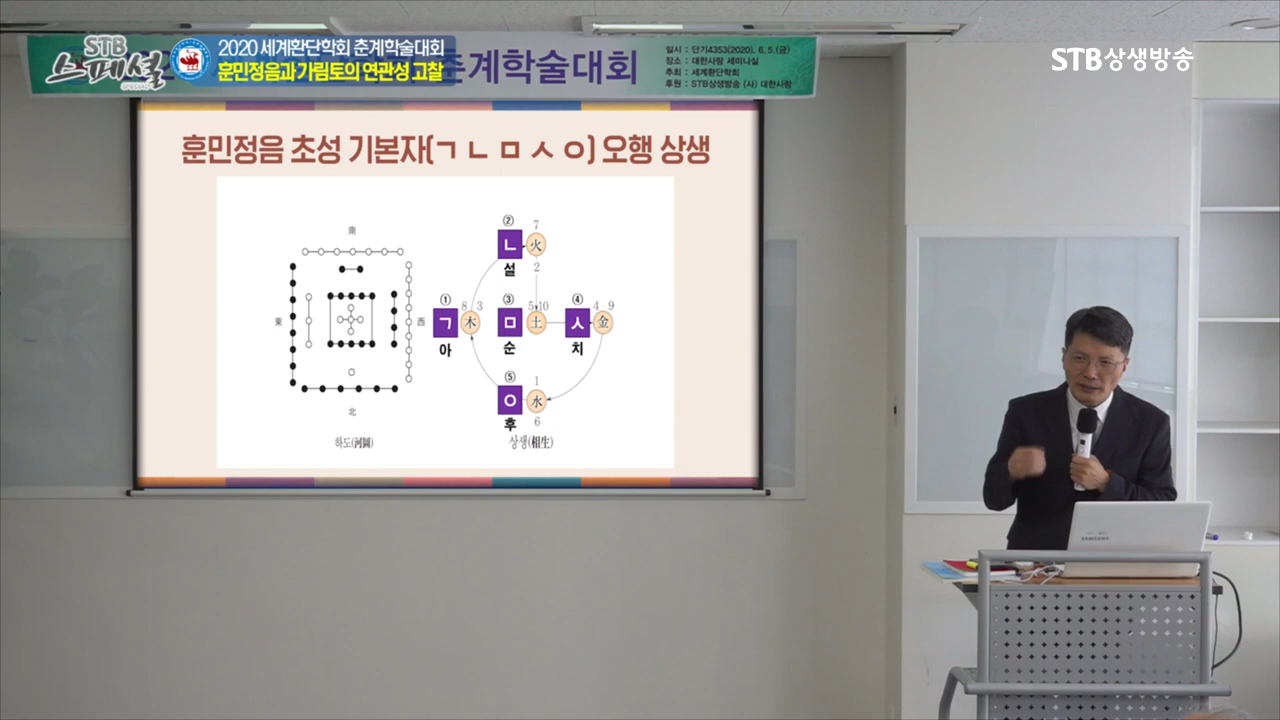 STB
스페셜
SPECIAL
2020 세계환단학회 춘계학술대회
훈민정음과 가림토의 연관성 고찰
춘계학술대회
일시 : 단기4353(2020). 6. 5.(금)
장소 : 대한사랑 세미나실
주최 : 세계환단학회
후원 : STB상생방송 (사) 대한사랑
STB상생방송
훈민정음 초성 기본자(ㄱ ㄴ ㅁ ㅅ ㅇ) 오행 상생
南
東
西
北
하도(河圖)
② 7
ㄴ 火
설 2
① 8 3
ㄱ 木
아
③ 5 10
ㅁ 土
순
④ 4 9
ㅅ 金
치
⑤ 1
ㅇ 水
후 6
상생(相生)
SAMSUNG